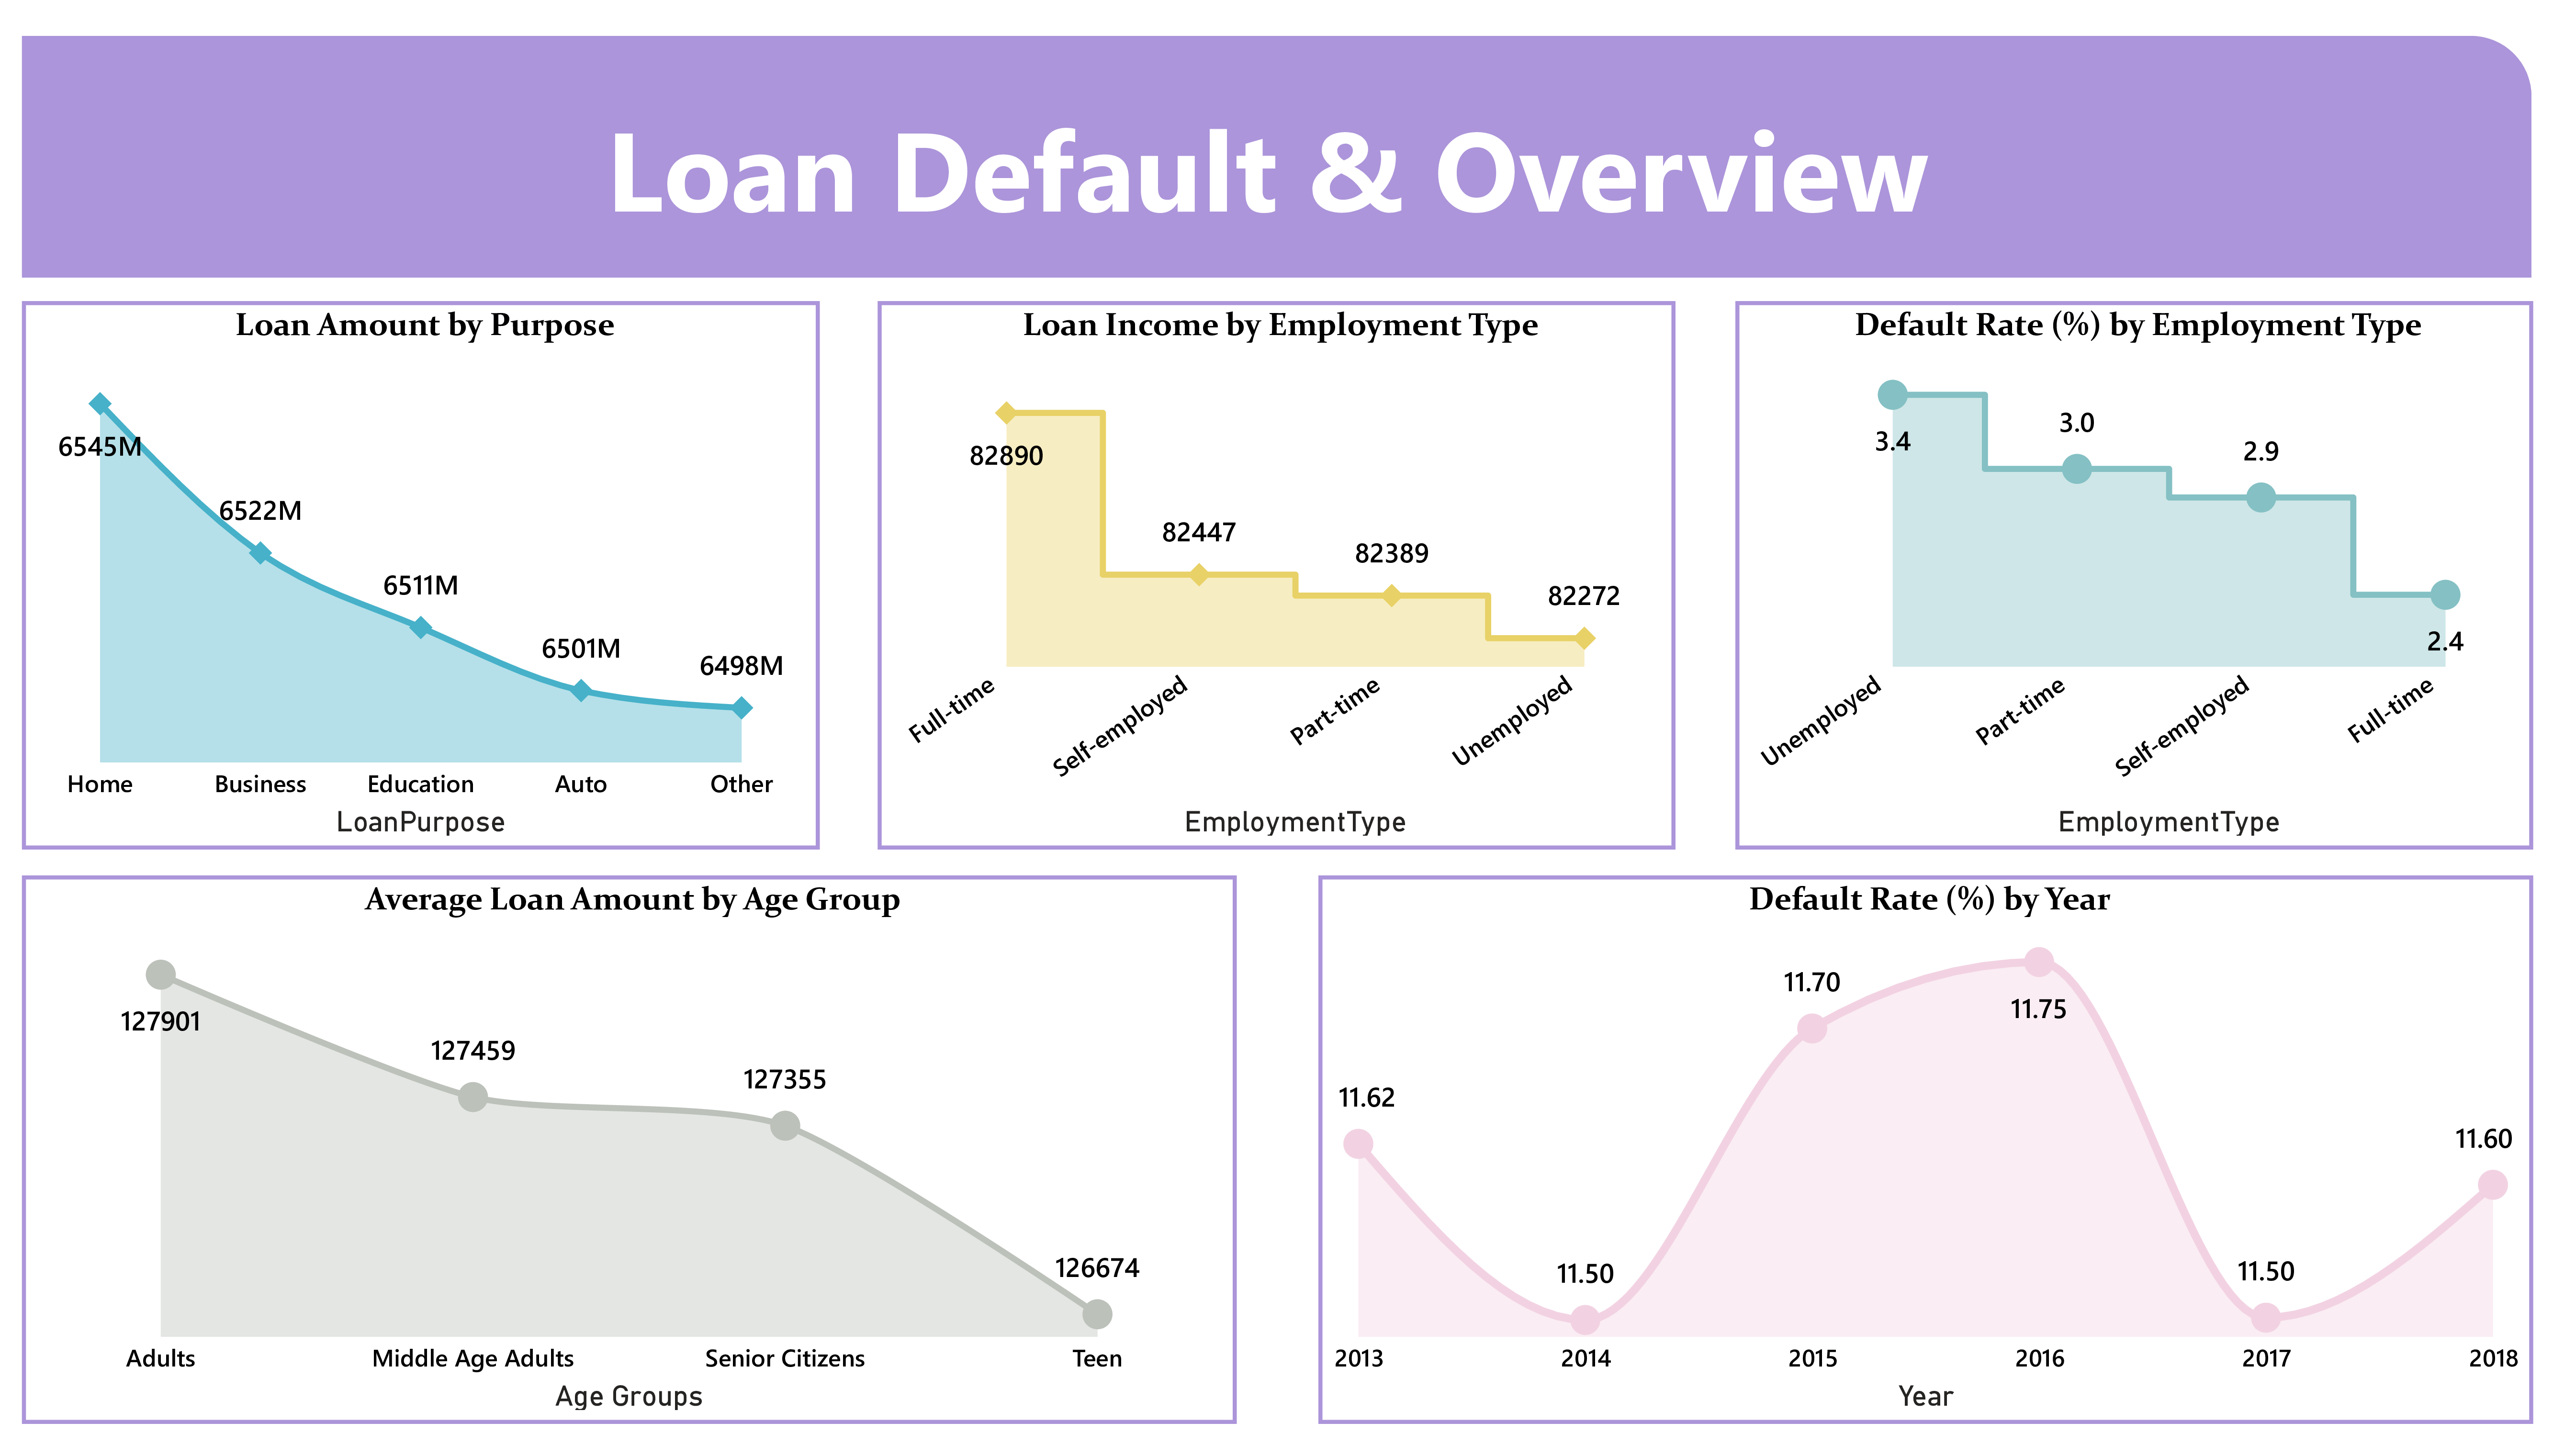 Loan Default & Overview
Loan Amount by Purpose
6545M
6522M
6511M
6501M
6498M
Home Business Education Auto Other
LoanPurpose
Loan Income by Employment Type
82890
82447
82389
82272
Full-time Self-employed Part-time Unemployed
EmploymentType
Default Rate (%) by Employment Type
3.4
3.0
2.9
2.4
Unemployed Part-time Self-employed Full-time
EmploymentType
Average Loan Amount by Age Group
127901
127459
127355
126674
Adults Middle Age Adults Senior Citizens Teen
Age Groups
Default Rate (%) by Year
11.62
11.50
11.70
11.75
11.50
11.60
2013 2014 2015 2016 2017 2018
Year